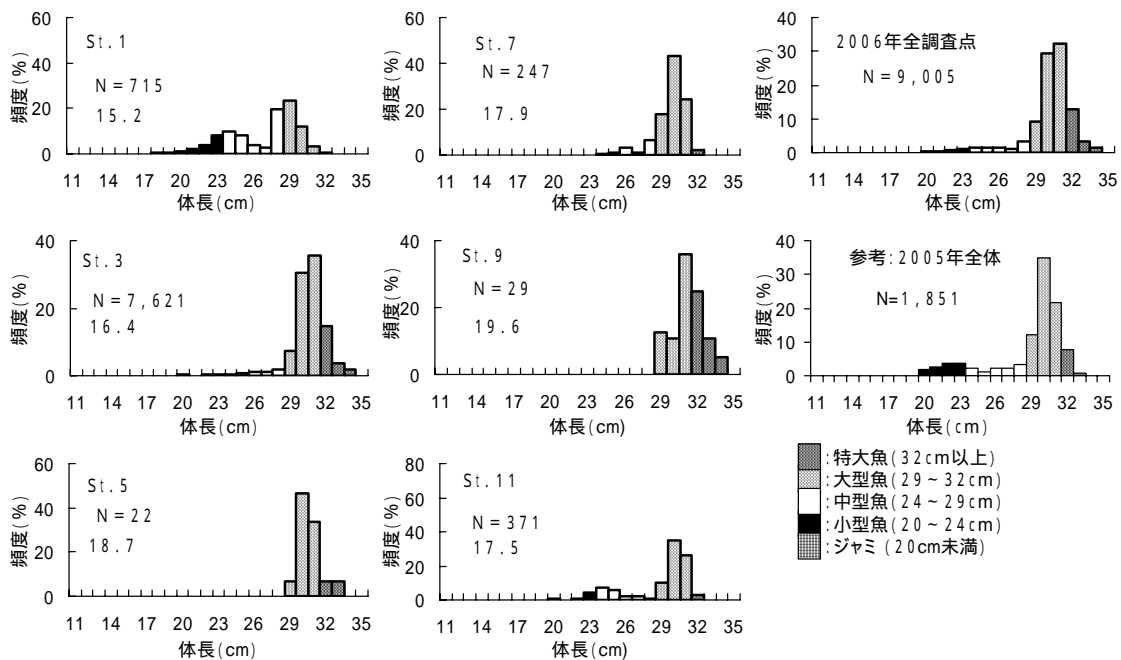 60
40
20
0
頻度(%)
St.1
N=715
15.2
11 14 17 20 23 26 29 32 35
体長(cm)
60
40
20
0
頻度(%)
St.7
N=247
17.9
11 14 17 20 23 26 29 32 35
体長(cm)
40
30
20
10
0
頻度(%)
2006年全調査点
N=9,005
11 14 17 20 23 26 29 32 35
体長(cm)
40
20
0
頻度(%)
St.3
N=7,621
16.4
11 14 17 20 23 26 29 32 35
体長(cm)
40
20
0
頻度(%)
St.9
N=29
19.6
11 14 17 20 23 26 29 32 35
体長(cm)
40
30
20
10
0
頻度(%)
参考:2005年全体
N=1,851
11 14 17 20 23 26 29 32 35
体長(cm)
60
40
20
0
頻度(%)
St.5
N=22
18.7
11 14 17 20 23 26 29 32 35
体長(cm)
80
60
40
20
0
頻度(%)
St.11
N=371
17.5
11 14 17 20 23 26 29 32 35
体長(cm)
:特大魚(32cm以上)
:大型魚(29~32cm)
:中型魚(24~29cm)
:小型魚(20~24cm)
:ジャミ(20cm未満)